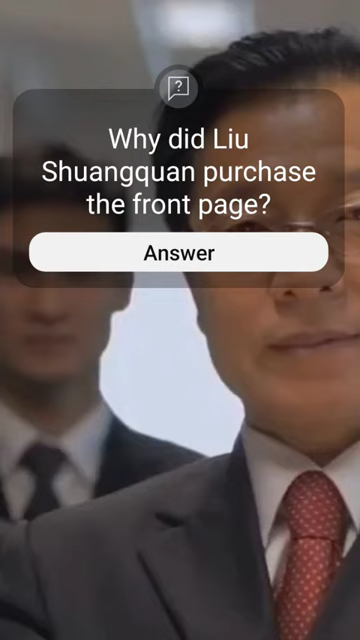 Why did Liu
Shuangquan purchase
the front page?
Answer